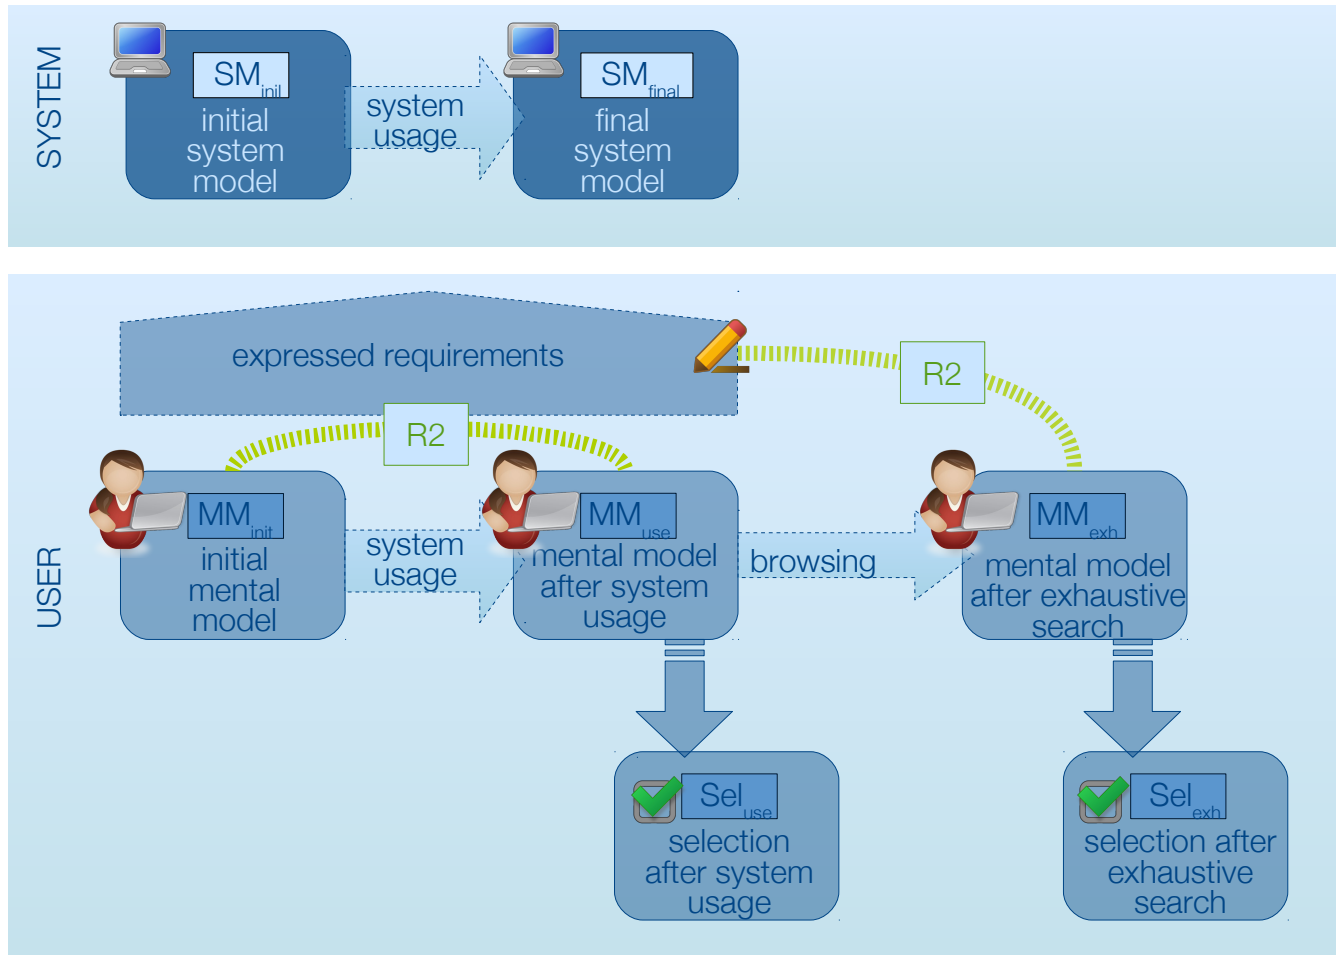 SYSTEM
SM inil
initial
system
model
system
usage
SM final
final
system
model
USER
expressed requirements
R2
R2
MM init
initial
mental
model
system
usage
MM use
mental model
after system
usage
browsing
MM exh
mental model
after exhaustive
search
Sel use
selection
after system
usage
Sel exh
selection after
exhaustive
search